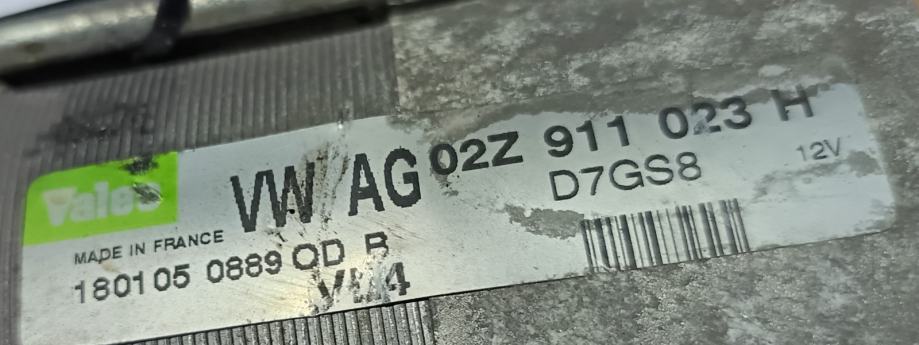 Valeo
VW AG 02Z 911 023 H
D7GS8 12V
MADE IN FRANCE
180105 0889 OD B